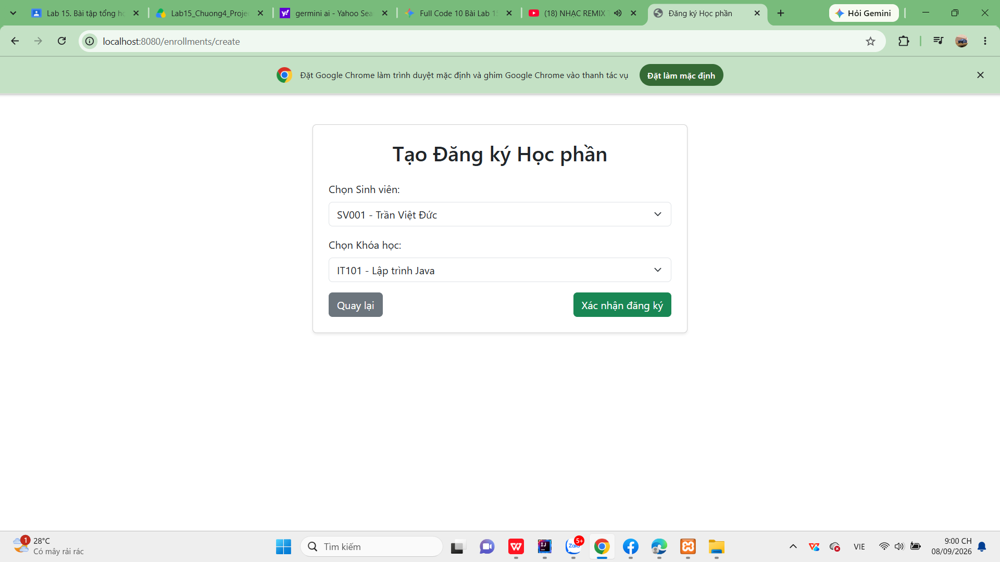 Lab 15. Bài tập tổng hợ
Lab15_Chuong4_Projec
germini ai - Yahoo Sea
Full Code 10 Bài Lab 15
(18) NHẠC REMIX T
Đăng ký Học phần
Hỏi Gemini
localhost:8080/enrollments/create
Đặt Google Chrome làm trình duyệt mặc định và ghim Google Chrome vào thanh tác vụ
Đặt làm mặc định
Tạo Đăng ký Học phần
Chọn Sinh viên:
SV001 - Trần Việt Đức
Chọn Khóa học:
IT101 - Lập trình Java
Quay lại
Xác nhận đăng ký
1
28°C
Có mây rải rác
Tìm kiếm
IJ
Zalo
5+
VIE
9:00 CH
08/09/2026